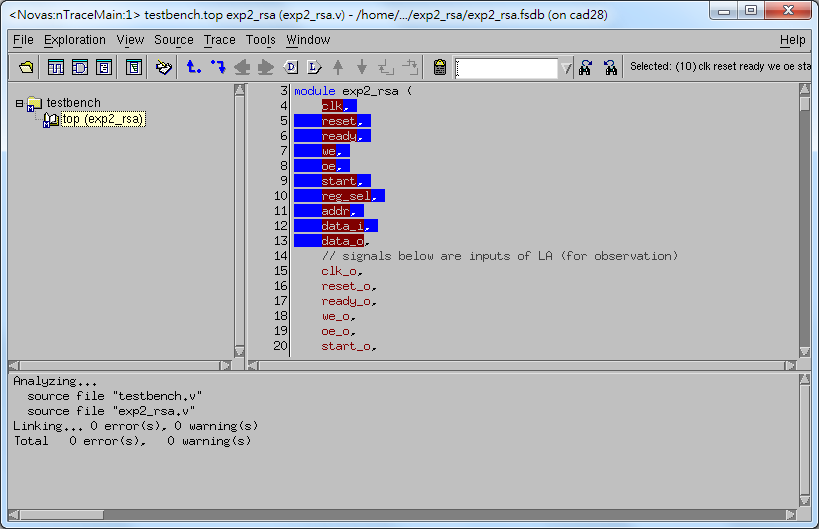 <Novas:nTraceMain:1> testbench.top exp2_rsa (exp2_rsa.v) - /home/.../exp2_rsa/exp2_rsa.fsdb (on cad28)
File Exploration View Source Trace Tools Window Help
D L Selected: (10) clk reset ready we oe sta
testbench
top (exp2_rsa)
3 module exp2_rsa (
4 clk,
5 reset,
6 ready,
7 we,
8 oe,
9 start,
10 reg_sel,
11 addr,
12 data_i,
13 data_o,
14 // signals below are inputs of LA (for observation)
15 clk_o,
16 reset_o,
17 ready_o,
18 we_o,
19 oe_o,
20 start_o,
Analyzing...
source file "testbench.v"
source file "exp2_rsa.v"
Linking... 0 error(s), 0 warning(s)
Total 0 error(s), 0 warning(s)